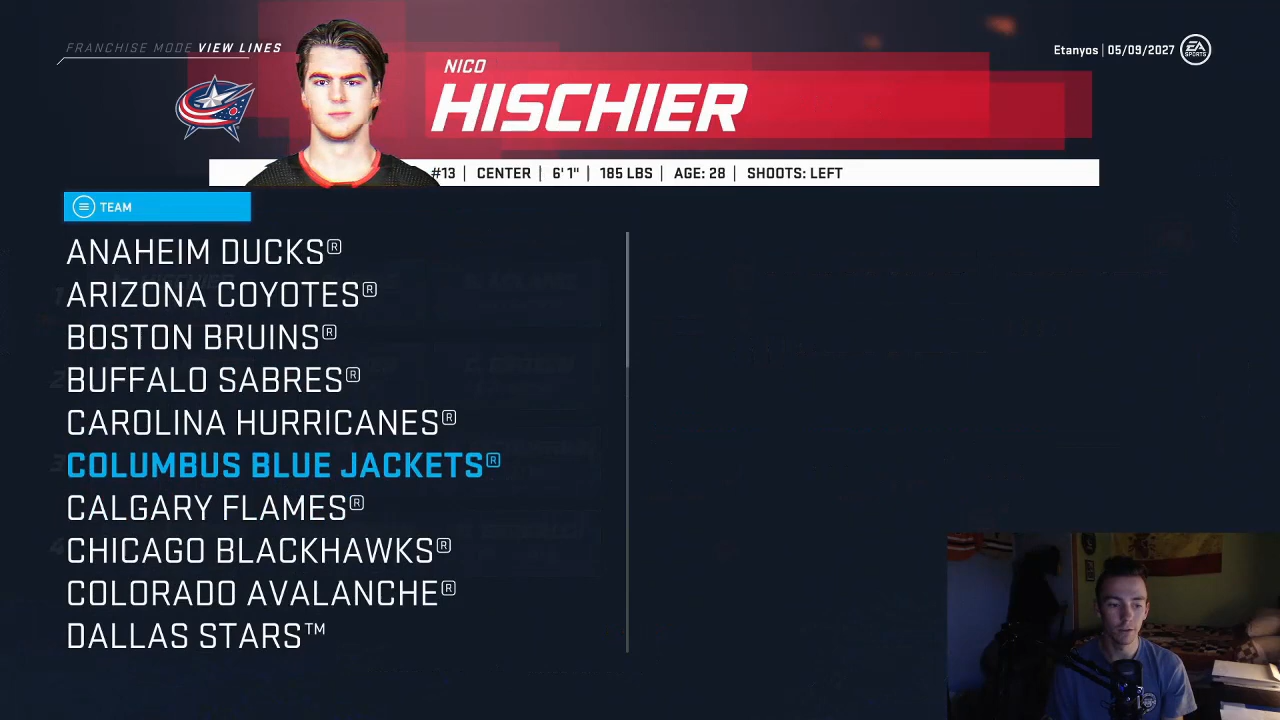 FRANCHISE MODE VIEW LINES
Etanyos | 05/09/2027
EA SPORTS
NICO
HISCHIER
#13 | CENTER | 6' 1" | 185 LBS | AGE: 28 | SHOOTS: LEFT
TEAM
ANAHEIM DUCKS®
ARIZONA COYOTES®
BOSTON BRUINS®
BUFFALO SABRES®
CAROLINA HURRICANES®
COLUMBUS BLUE JACKETS®
CALGARY FLAMES®
CHICAGO BLACKHAWKS®
COLORADO AVALANCHE®
DALLAS STARS™